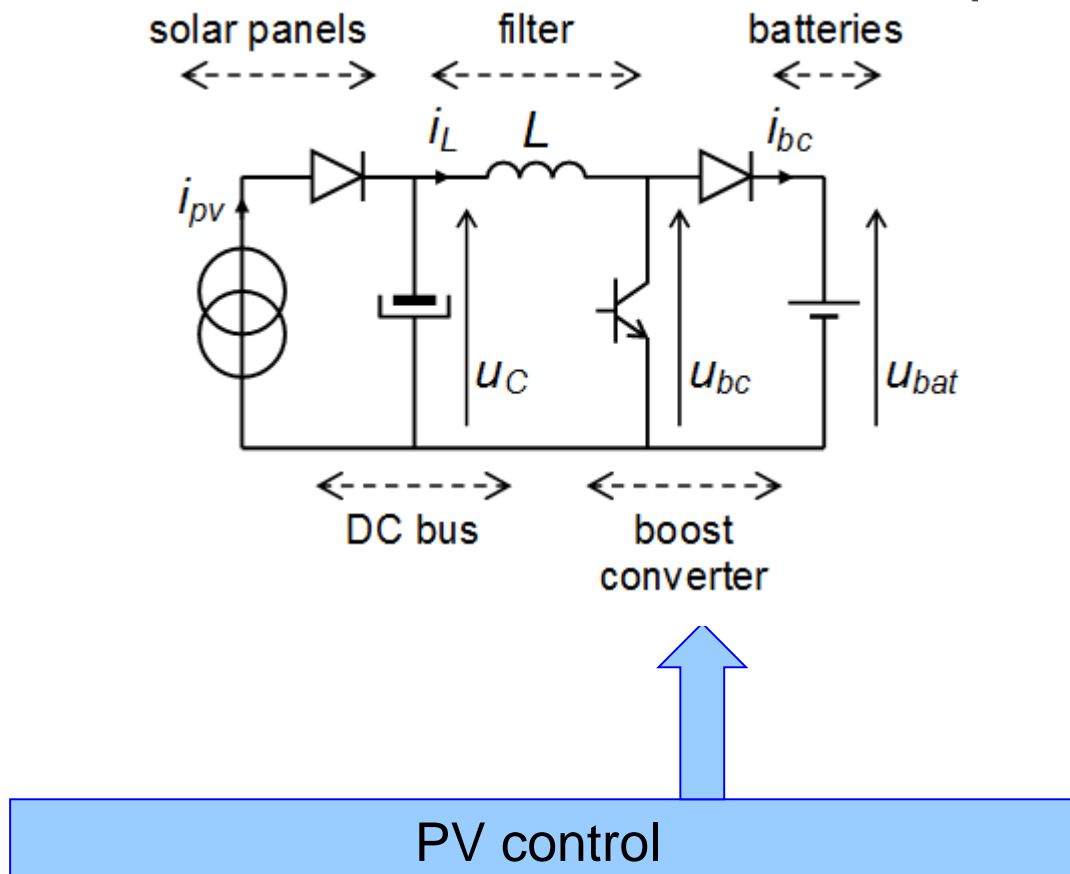 solar panels
filter
batteries
i_L
L
i_bc
i_pv
u_C
u_bc
u_bat
DC bus
boost
converter
PV control